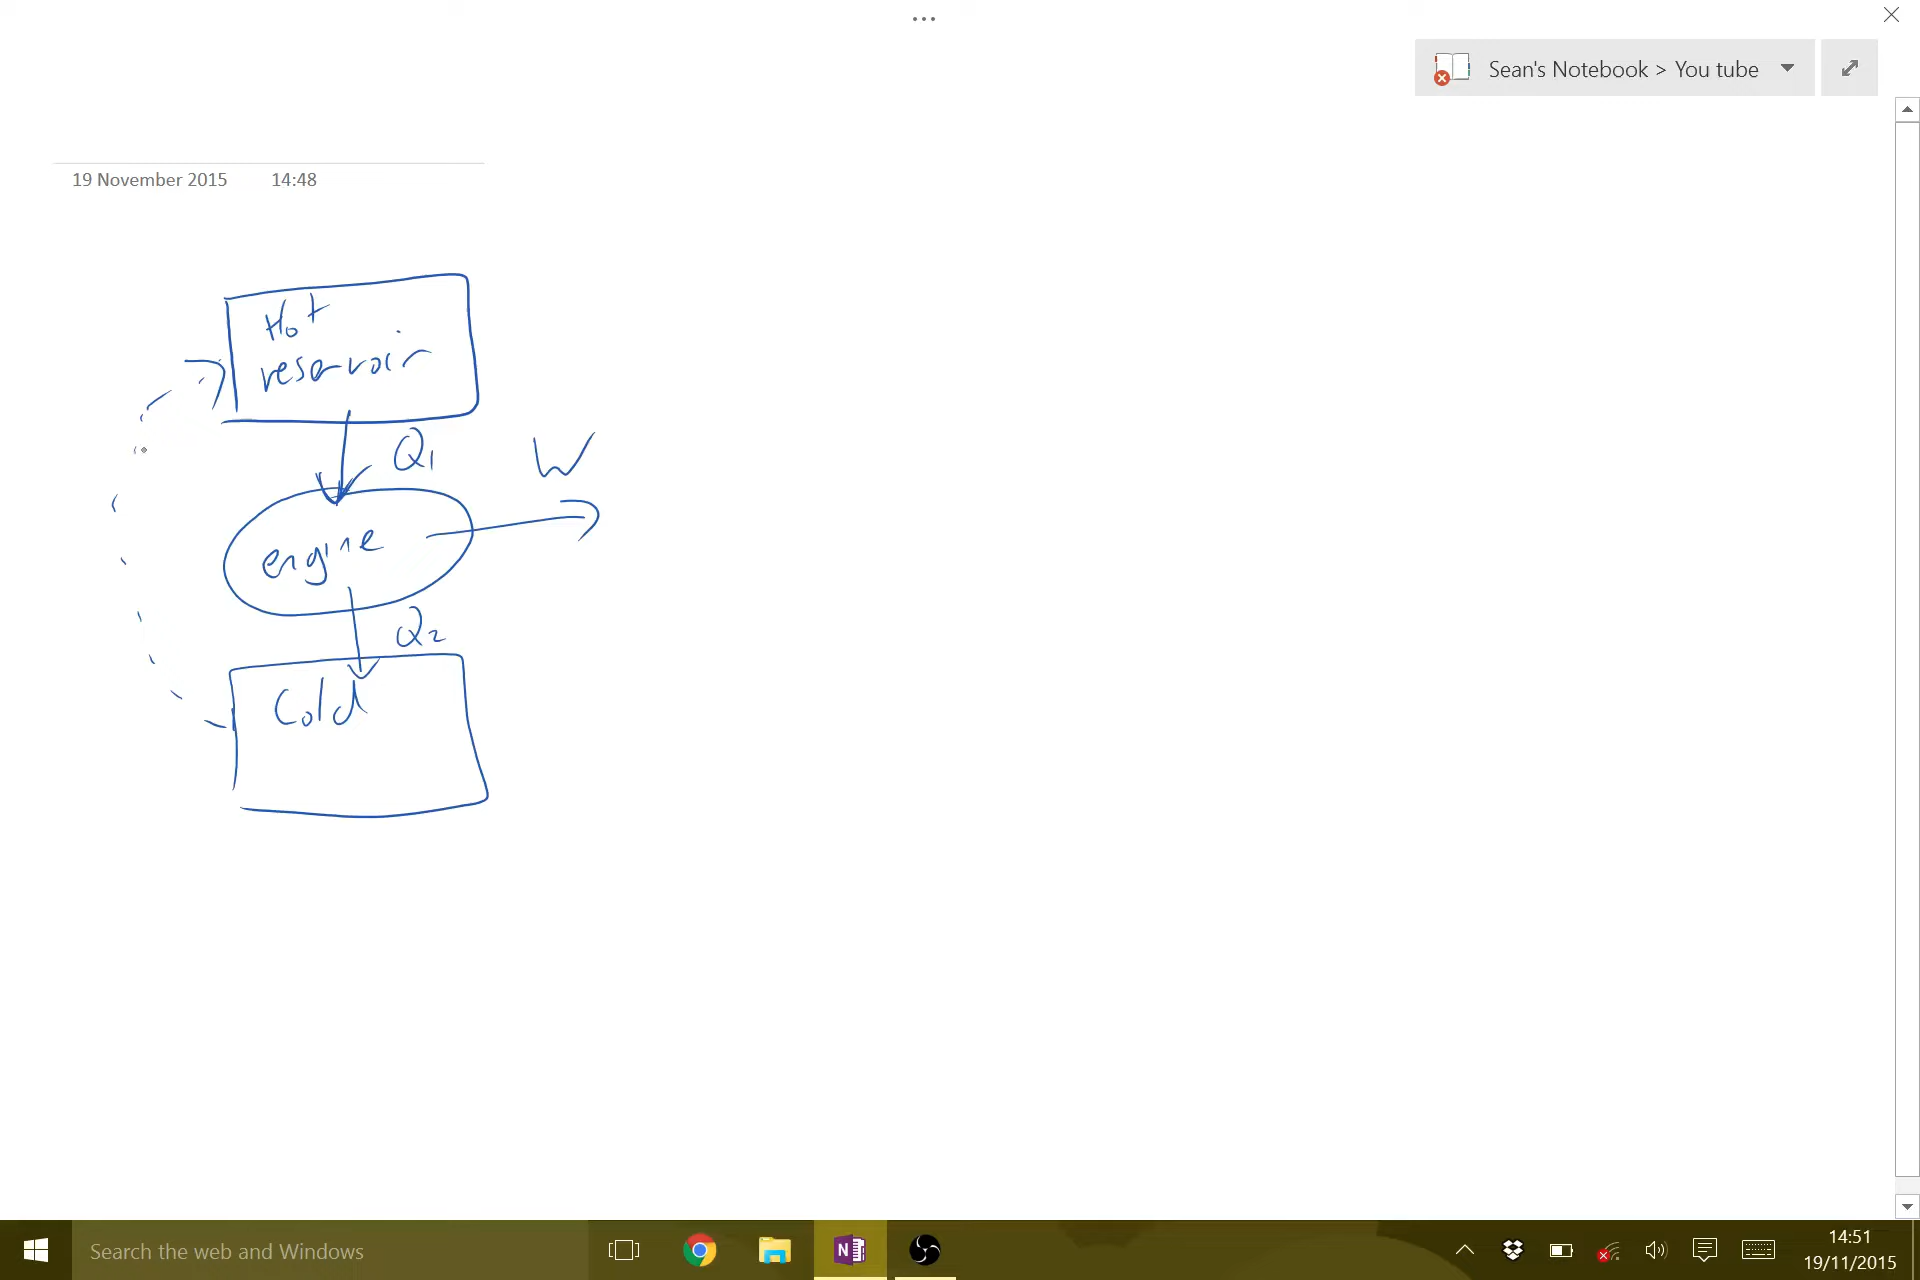 Sean's Notebook > You tube
19 November 2015 14:48
Hot
reservoir
Q1
W
engine
Q2
Cold
Search the web and Windows
N
14:51
19/11/2015